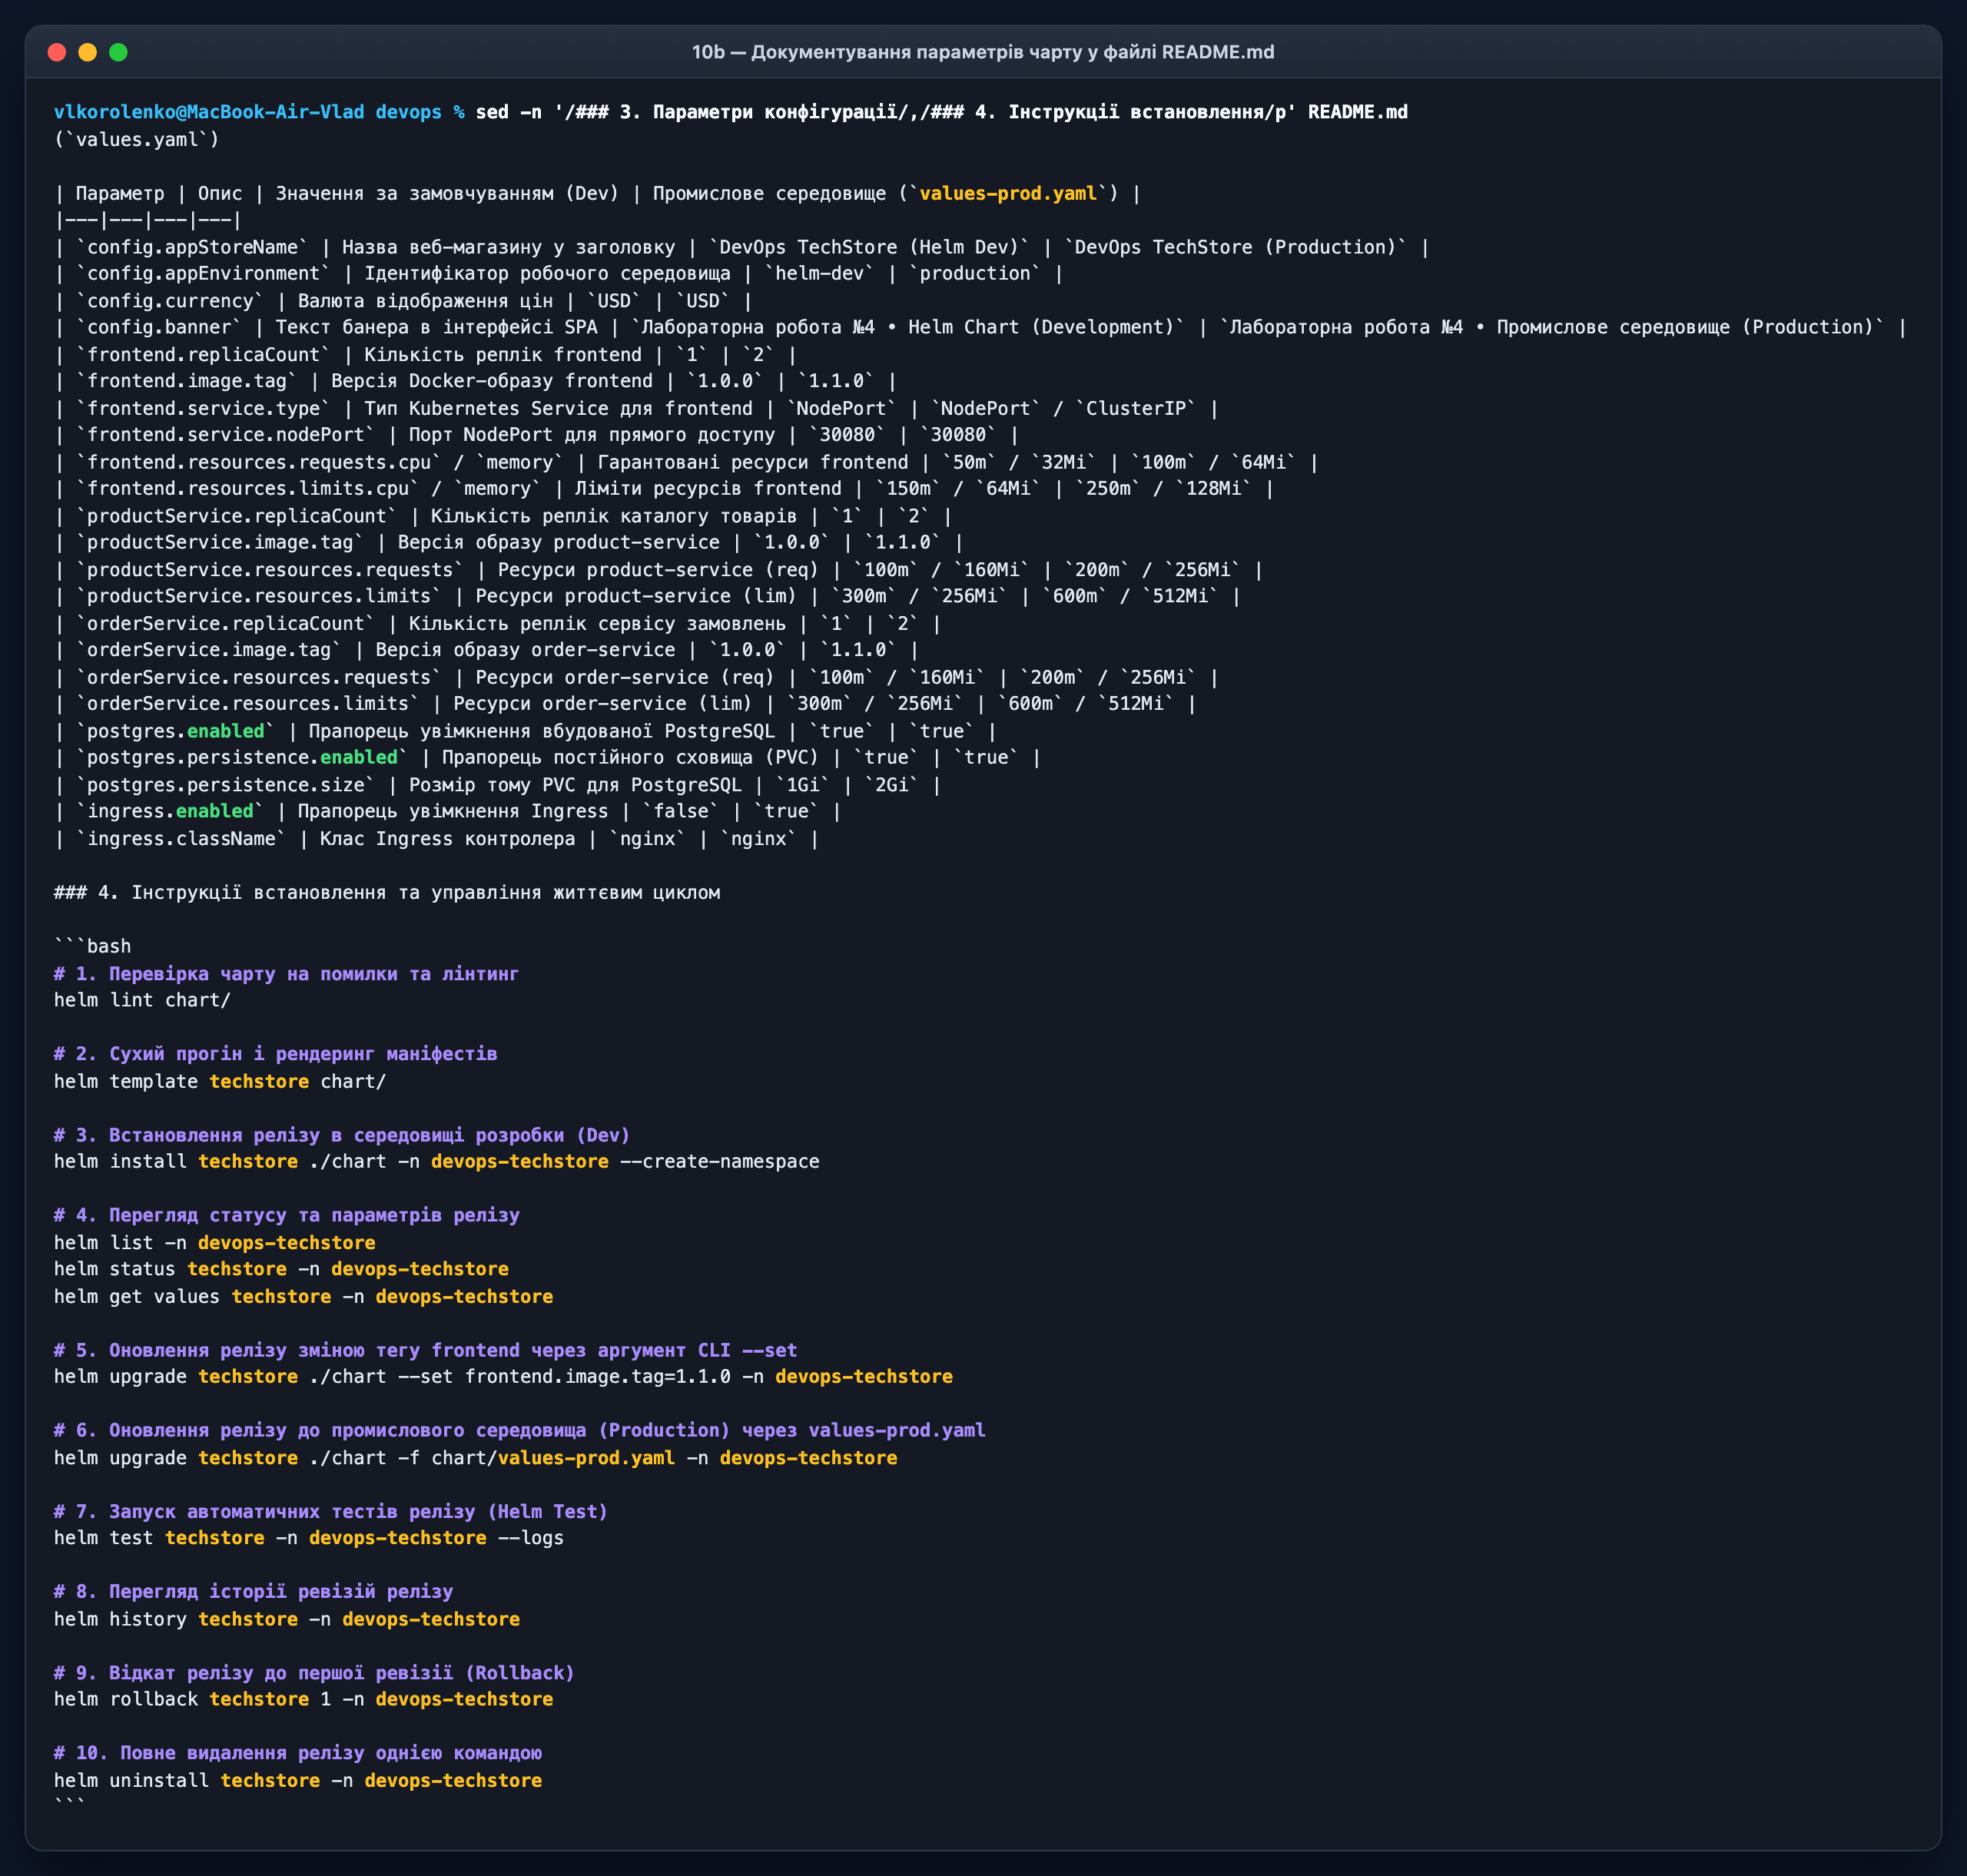 10b — Документування параметрів чарту у файлі README.md
vlkorolenko@MacBook-Air-Vlad devops % sed -n '/### 3. Параметри конфігурації/,/### 4. Інструкції встановлення/p' README.md
(`values.yaml`)
| Параметр | Опис | Значення за замовчуванням (Dev) | Промислове середовище (`values-prod.yaml`) |
|---|---|---|---|
| `config.appStoreName` | Назва веб-магазину у заголовку | `DevOps TechStore (Helm Dev)` | `DevOps TechStore (Production)` |
| `config.appEnvironment` | Ідентифікатор робочого середовища | `helm-dev` | `production` |
| `config.currency` | Валюта відображення цін | `USD` | `USD` |
| `config.banner` | Текст банера в інтерфейсі SPA | `Лабораторна робота №4 • Helm Chart (Development)` | `Лабораторна робота №4 • Промислове середовище (Production)` |
| `frontend.replicaCount` | Кількість реплік frontend | `1` | `2` |
| `frontend.image.tag` | Версія Docker-образу frontend | `1.0.0` | `1.1.0` |
| `frontend.service.type` | Тип Kubernetes Service для frontend | `NodePort` | `NodePort` / `ClusterIP` |
| `frontend.service.nodePort` | Порт NodePort для прямого доступу | `30080` | `30080` |
| `frontend.resources.requests.cpu` / `memory` | Гарантовані ресурси frontend | `50m` / `32Mi` | `100m` / `64Mi` |
| `frontend.resources.limits.cpu` / `memory` | Ліміти ресурсів frontend | `150m` / `64Mi` | `250m` / `128Mi` |
| `productService.replicaCount` | Кількість реплік каталогу товарів | `1` | `2` |
| `productService.image.tag` | Версія образу product-service | `1.0.0` | `1.1.0` |
| `productService.resources.requests` | Ресурси product-service (req) | `100m` / `160Mi` | `200m` / `256Mi` |
| `productService.resources.limits` | Ресурси product-service (lim) | `300m` / `256Mi` | `600m` / `512Mi` |
| `orderService.replicaCount` | Кількість реплік сервісу замовлень | `1` | `2` |
| `orderService.image.tag` | Версія образу order-service | `1.0.0` | `1.1.0` |
| `orderService.resources.requests` | Ресурси order-service (req) | `100m` / `160Mi` | `200m` / `256Mi` |
| `orderService.resources.limits` | Ресурси order-service (lim) | `300m` / `256Mi` | `600m` / `512Mi` |
| `postgres.enabled` | Прапорець увімкнення вбудованої PostgreSQL | `true` | `true` |
| `postgres.persistence.enabled` | Прапорець постійного сховища (PVC) | `true` | `true` |
| `postgres.persistence.size` | Розмір тому PVC для PostgreSQL | `1Gi` | `2Gi` |
| `ingress.enabled` | Прапорець увімкнення Ingress | `false` | `true` |
| `ingress.className` | Клас Ingress контролера | `nginx` | `nginx` |
### 4. Інструкції встановлення та управління життєвим циклом
```bash
# 1. Перевірка чарту на помилки та лінтинг
helm lint chart/
# 2. Сухий прогін і рендеринг маніфестів
helm template techstore chart/
# 3. Встановлення релізу в середовищі розробки (Dev)
helm install techstore ./chart -n devops-techstore --create-namespace
# 4. Перегляд статусу та параметрів релізу
helm list -n devops-techstore
helm status techstore -n devops-techstore
helm get values techstore -n devops-techstore
# 5. Оновлення релізу зміною тегу frontend через аргумент CLI --set
helm upgrade techstore ./chart --set frontend.image.tag=1.1.0 -n devops-techstore
# 6. Оновлення релізу до промислового середовища (Production) через values-prod.yaml
helm upgrade techstore ./chart -f chart/values-prod.yaml -n devops-techstore
# 7. Запуск автоматичних тестів релізу (Helm Test)
helm test techstore -n devops-techstore --logs
# 8. Перегляд історії ревізій релізу
helm history techstore -n devops-techstore
# 9. Відкат релізу до першої ревізії (Rollback)
helm rollback techstore 1 -n devops-techstore
# 10. Повне видалення релізу однією командою
helm uninstall techstore -n devops-techstore
```